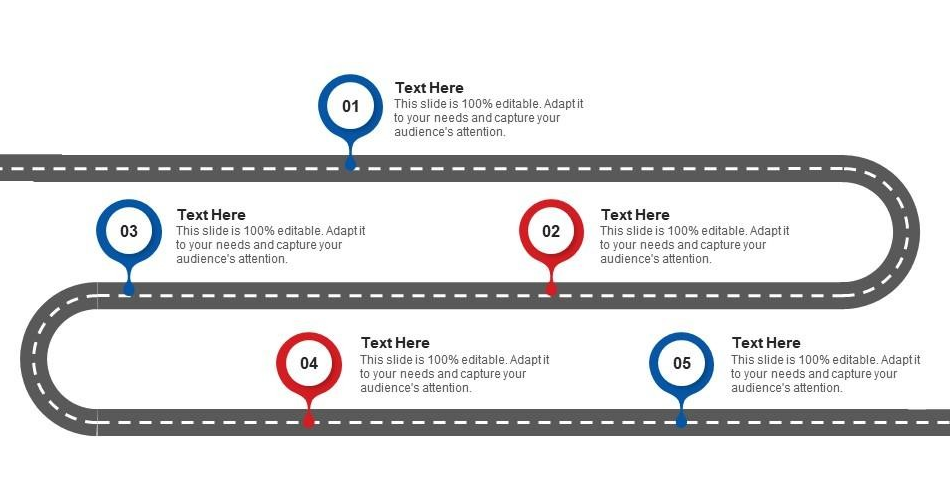 01
Text Here
This slide is 100% editable. Adapt it
to your needs and capture your
audience's attention.
02
Text Here
This slide is 100% editable. Adapt it
to your needs and capture your
audience's attention.
03
Text Here
This slide is 100% editable. Adapt it
to your needs and capture your
audience's attention.
04
Text Here
This slide is 100% editable. Adapt it
to your needs and capture your
audience's attention.
05
Text Here
This slide is 100% editable. Adapt it
to your needs and capture your
audience's attention.